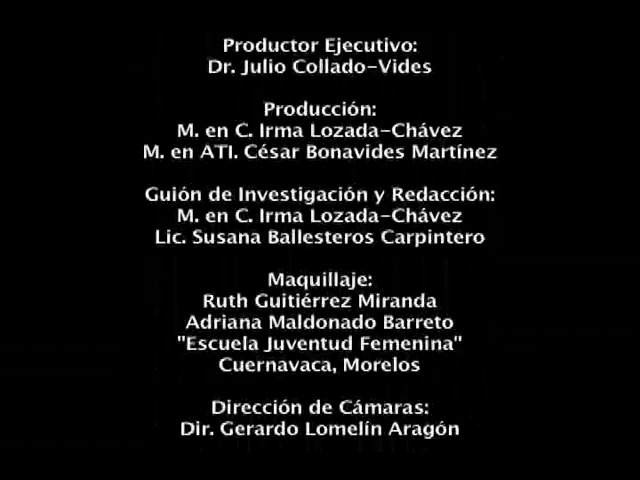 Productor Ejecutivo:
Dr. Julio Collado-Vides
Producción:
M. en C. Irma Lozada-Chávez
M. en ATI. César Bonavides Martínez
Guión de Investigación y Redacción:
M. en C. Irma Lozada-Chávez
Lic. Susana Ballesteros Carpintero
Maquillaje:
Ruth Guitiérrez Miranda
Adriana Maldonado Barreto
"Escuela Juventud Femenina"
Cuernavaca, Morelos
Dirección de Cámaras:
Dir. Gerardo Lomelín Aragón